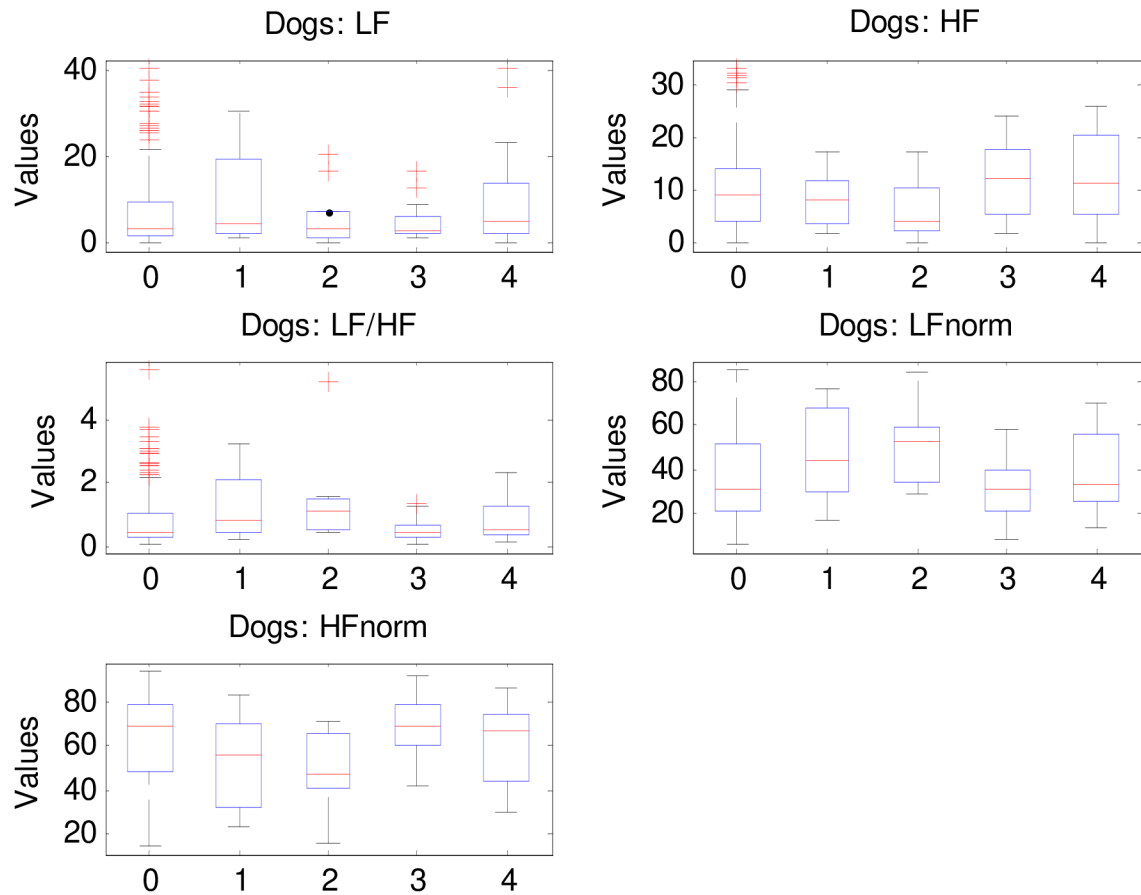 Dogs: LF
Values
40
20
0
0 1 2 3 4
Dogs: HF
Values
30
20
10
0
0 1 2 3 4
Dogs: LF/HF
Values
4
2
0
0 1 2 3 4
Dogs: LFnorm
Values
80
60
40
20
0 1 2 3 4
Dogs: HFnorm
Values
80
60
40
20
0 1 2 3 4